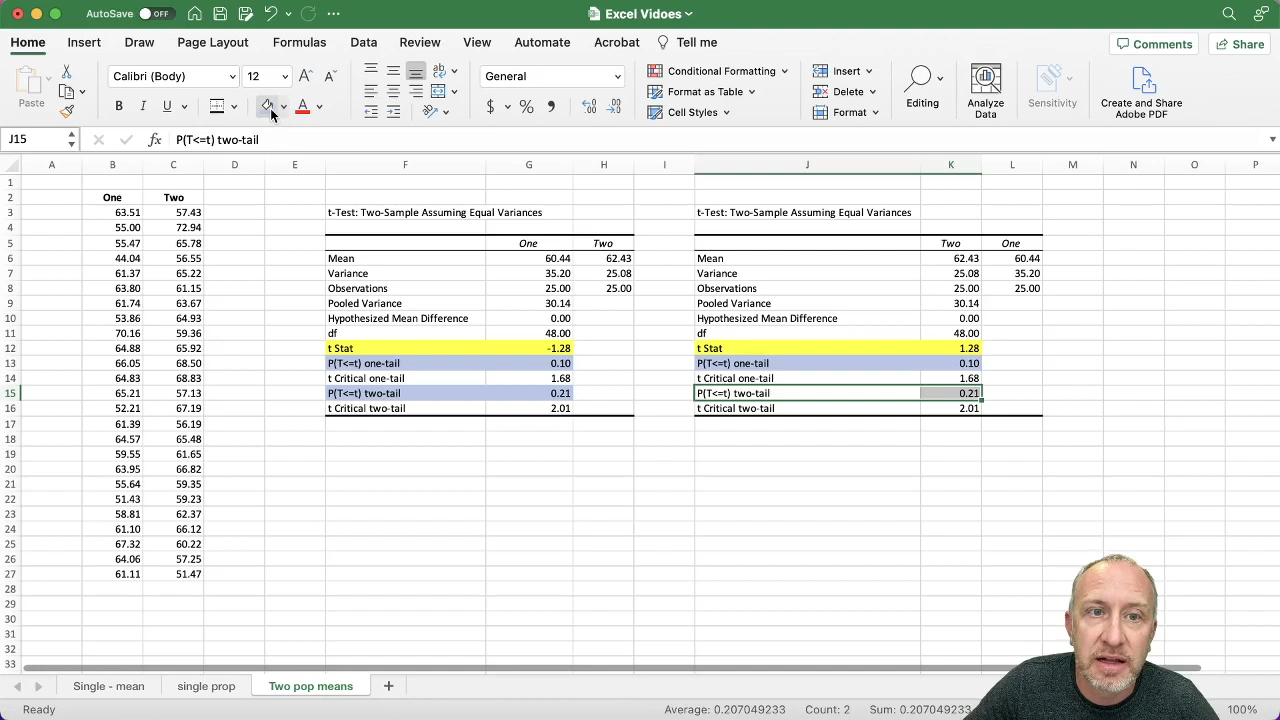 AutoSave OFF
Excel Vidoes
Home Insert Draw Page Layout Formulas Data Review View Automate Acrobat Tell me Comments Share
Paste
Calibri (Body) 12
B I U
General
$ %
Conditional Formatting
Format as Table
Cell Styles
Insert
Delete
Format
Editing
Analyze Data
Sensitivity
Create and Share Adobe PDF
J15 fx P(T<=t) two-tail
A B C D E F G H I J K L M N O P
1
2 One Two
3 63.51 57.43 t-Test: Two-Sample Assuming Equal Variances t-Test: Two-Sample Assuming Equal Variances
4 55.00 72.94
5 55.47 65.78 One Two Two One
6 44.04 56.55 Mean 60.44 62.43 Mean 62.43 60.44
7 61.37 65.22 Variance 35.20 25.08 Variance 25.08 35.20
8 63.80 61.15 Observations 25.00 25.00 Observations 25.00 25.00
9 61.74 63.67 Pooled Variance 30.14 Pooled Variance 30.14
10 53.86 64.93 Hypothesized Mean Difference 0.00 Hypothesized Mean Difference 0.00
11 70.16 59.36 df 48.00 df 48.00
12 64.88 65.92 t Stat -1.28 t Stat 1.28
13 66.05 68.50 P(T<=t) one-tail 0.10 P(T<=t) one-tail 0.10
14 64.83 68.83 t Critical one-tail 1.68 t Critical one-tail 1.68
15 65.21 57.13 P(T<=t) two-tail 0.21 P(T<=t) two-tail 0.21
16 52.21 67.19 t Critical two-tail 2.01 t Critical two-tail 2.01
17 61.39 56.19
18 64.57 65.48
19 59.55 61.65
20 63.95 66.82
21 55.64 59.35
22 51.43 59.23
23 58.81 62.37
24 61.10 66.12
25 67.32 60.22
26 64.06 57.25
27 61.11 51.47
28
29
30
31
32
33
Single - mean single prop Two pop means +
Ready Average: 0.207049233 Count: 2 Sum: 0.207049233 100%